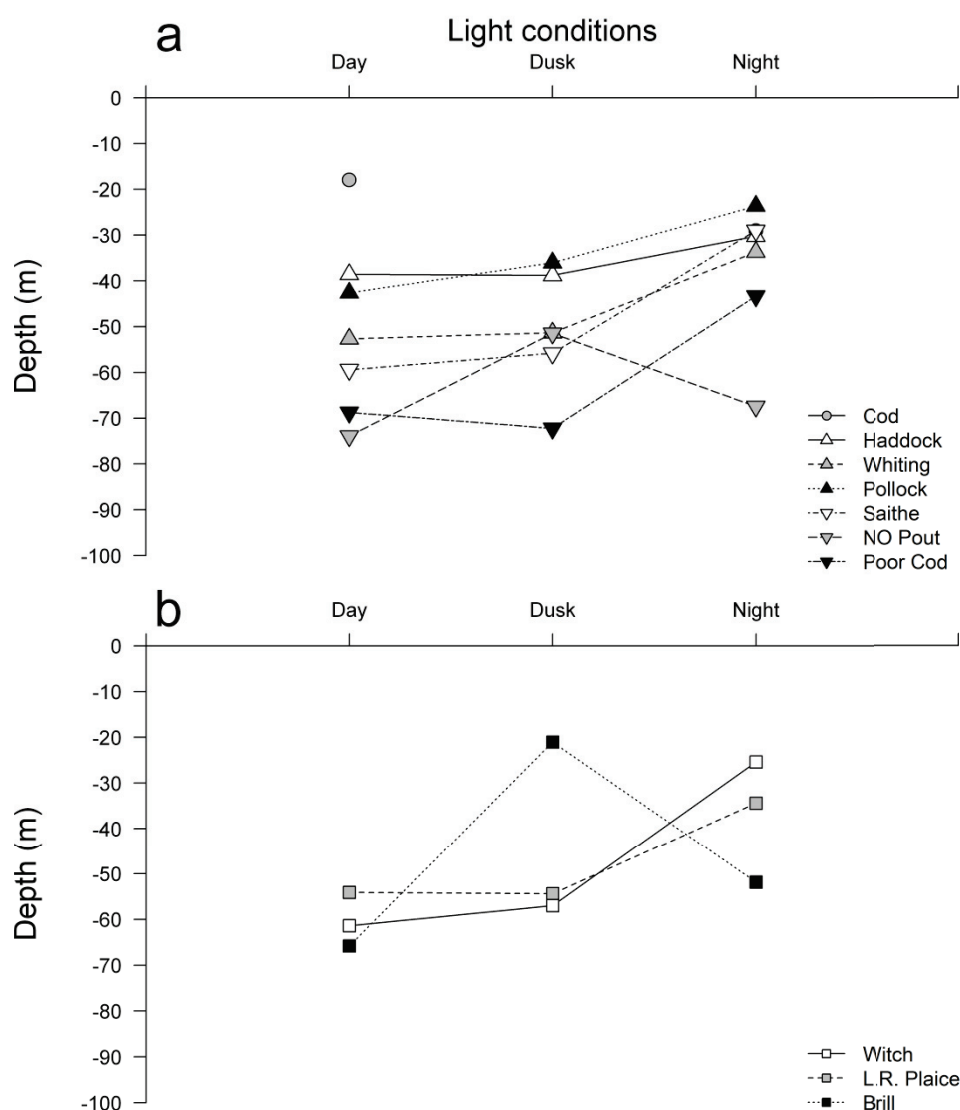 a
Light conditions
Day Dusk Night
0
-10
-20
-30
-40
-50
-60
-70
-80
-90
-100
Depth (m)
Cod
Haddock
Whiting
Pollock
Saithe
NO Pout
Poor Cod
b
Day Dusk Night
0
-10
-20
-30
-40
-50
-60
-70
-80
-90
-100
Depth (m)
Witch
L.R. Plaice
Brill